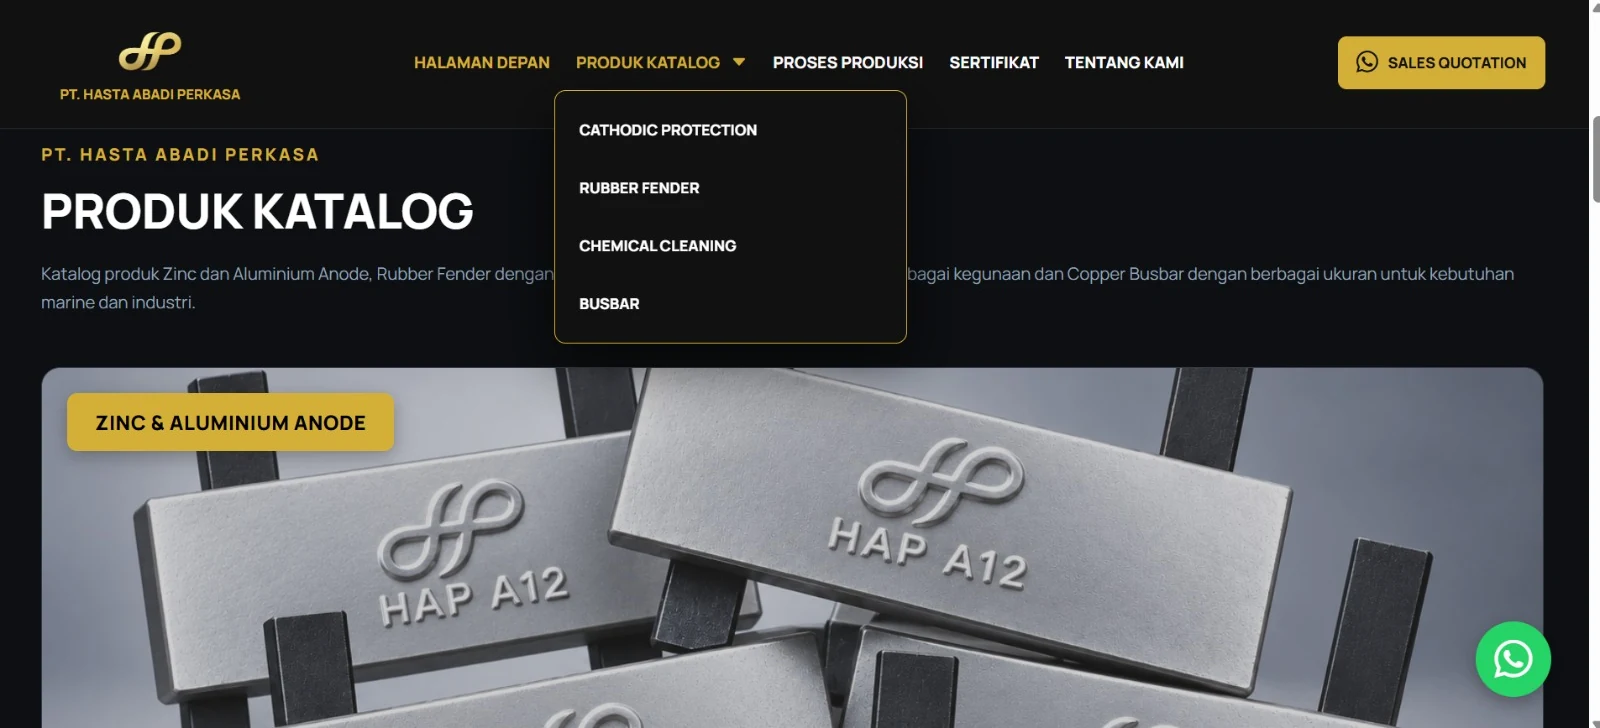 PT. HASTA ABADI PERKASA
HALAMAN DEPAN
PRODUK KATALOG
PROSES PRODUKSI
SERTIFIKAT
TENTANG KAMI
SALES QUOTATION
CATHODIC PROTECTION
RUBBER FENDER
CHEMICAL CLEANING
BUSBAR
PT. HASTA ABADI PERKASA
PRODUK KATALOG
Katalog produk Zinc dan Aluminium Anode, Rubber Fender dengan bagai kegunaan dan Copper Busbar dengan berbagai ukuran untuk kebutuhan
marine dan industri.
ZINC & ALUMINIUM ANODE
HAP A12
HAP A12